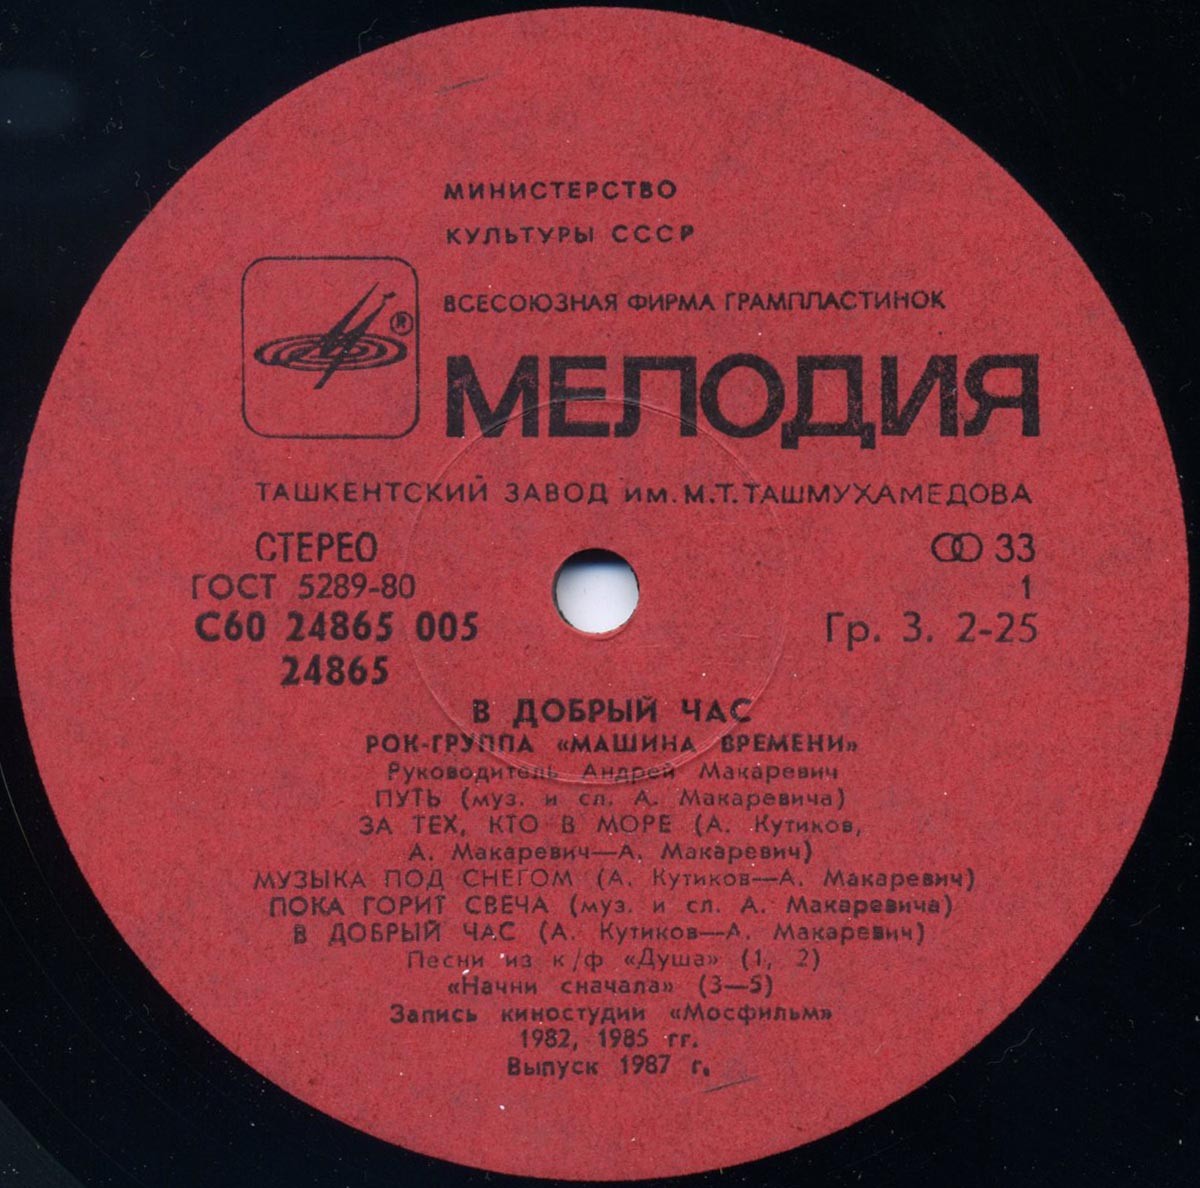 МИНИСТЕРСТВО
КУЛЬТУРЫ СССР
ВСЕСОЮЗНАЯ ФИРМА ГРАМПЛАСТИНОК
®
МЕЛОДИЯ
ТАШКЕНТСКИЙ ЗАВОД им. М.Т. ТАШМУХАМЕДОВА
СТЕРЕО 33
ГОСТ 5289-80 1
С60 24865 005 Гр. 3. 2-25
24865
В ДОБРЫЙ ЧАС
РОК-ГРУППА «МАШИНА ВРЕМЕНИ»
Руководитель Андрей Макаревич
ПУТЬ (муз. и сл. А. Макаревича)
ЗА ТЕХ, КТО В МОРЕ (А. Кутиков,
А. Макаревич—А. Макаревич)
МУЗЫКА ПОД СНЕГОМ (А. Кутиков—А. Макаревич)
ПОКА ГОРИТ СВЕЧА (муз. и сл. А. Макаревича)
В ДОБРЫЙ ЧАС (А. Кутиков—А. Макаревич)
Песни из к/ф «Душа» (1, 2)
«Начни сначала» (3—5)
Запись киностудии «Мосфильм»
1982, 1985 гг.
Выпуск 1987 г.